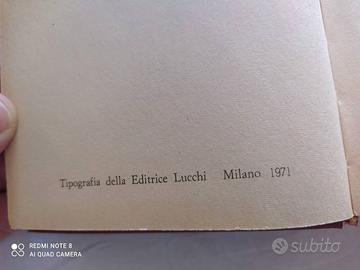 Tipografia della Editrice Lucchi Milano 1971
REDMI NOTE 8
AI QUAD CAMERA
subito